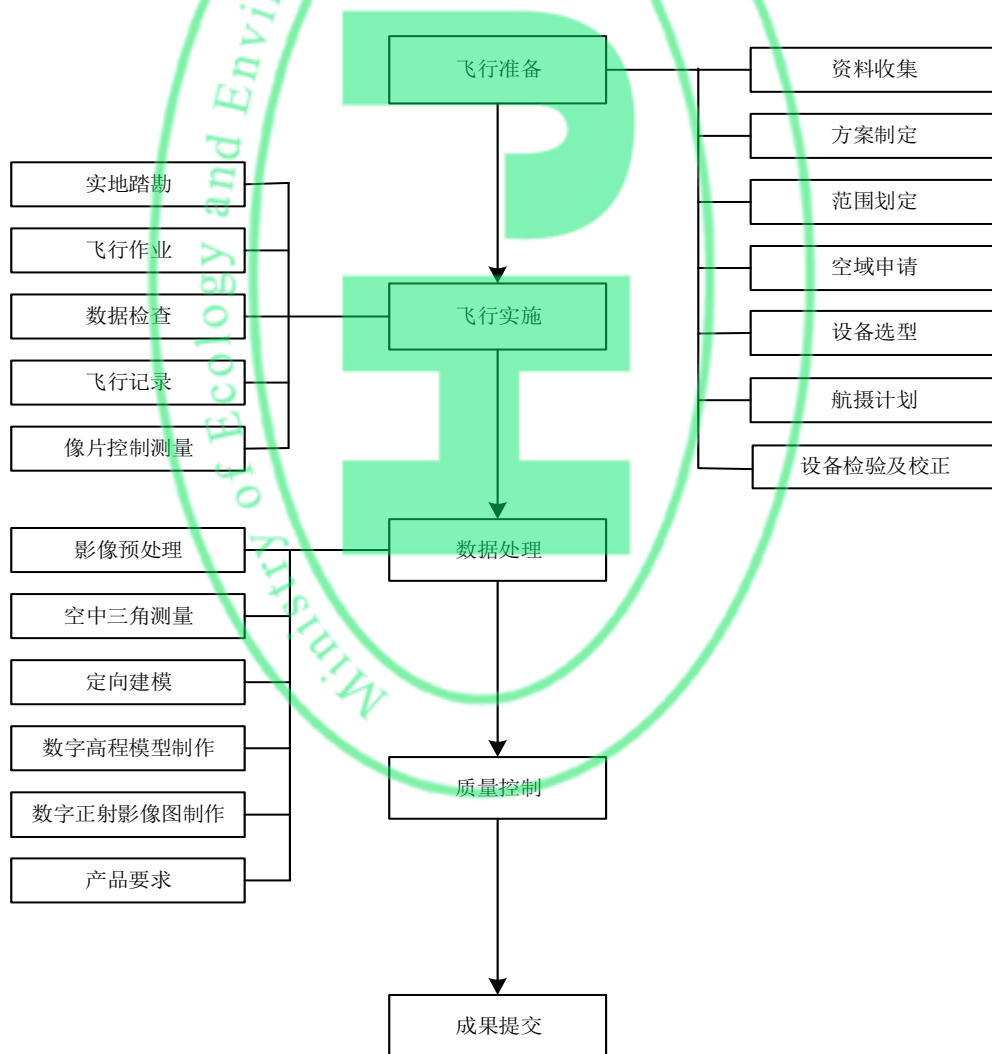 飞行准备
资料收集
方案制定
范围划定
空域申请
设备选型
航摄计划
设备检验及校正
实地踏勘
飞行作业
数据检查
飞行记录
像片控制测量
飞行实施
影像预处理
空中三角测量
定向建模
数字高程模型制作
数字正射影像图制作
产品要求
数据处理
质量控制
成果提交
Ministry of Ecology and Envi